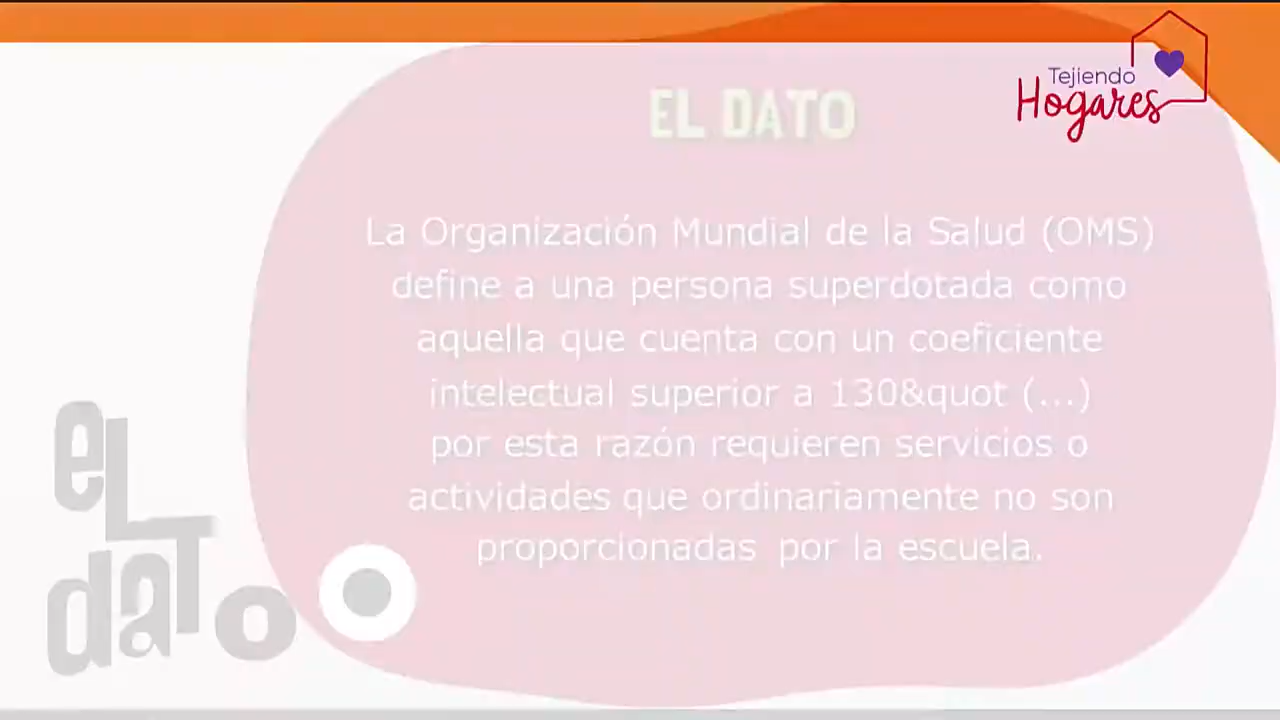 Tejiendo
Hogares
EL DATO
La Organización Mundial de la Salud (OMS)
define a una persona superdotada como
aquella que cuenta con un coeficiente
intelectual superior a 130&quot (...)
por esta razón requieren servicios o
actividades que ordinariamente no son
proporcionadas por la escuela.
eL
daTo